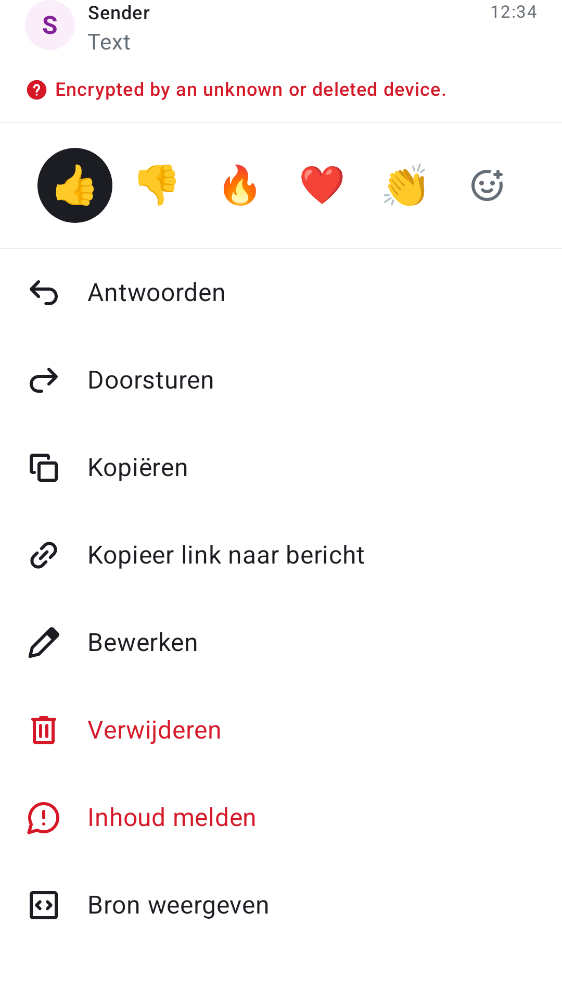 S
Sender
12:34
Text
Encrypted by an unknown or deleted device.
Antwoorden
Doorsturen
Kopiëren
Kopieer link naar bericht
Bewerken
Verwijderen
Inhoud melden
Bron weergeven